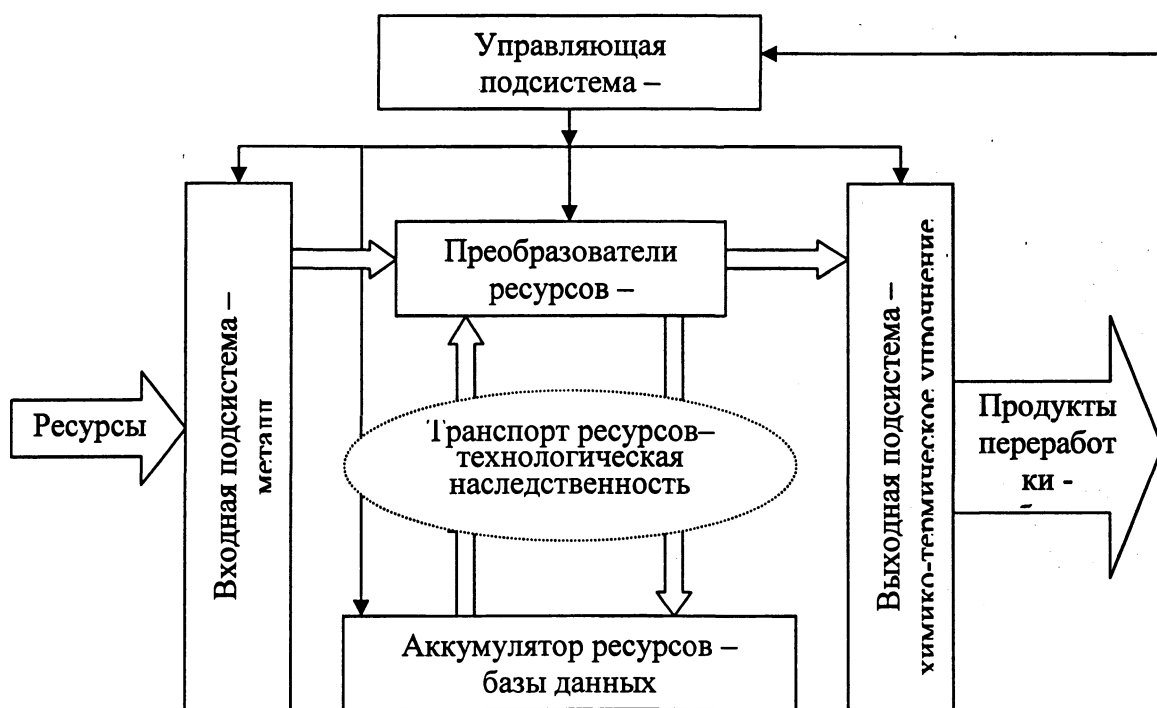 Управляющая
подсистема –
Преобразователи
ресурсов –
Ресурсы
Входная подсистема –
металл
Транспорт ресурсов–
технологическая
наследственность
Аккумулятор ресурсов –
базы данных
Выходная подсистема –
химико-термическое упрочнение
Продукты
переработ
ки -